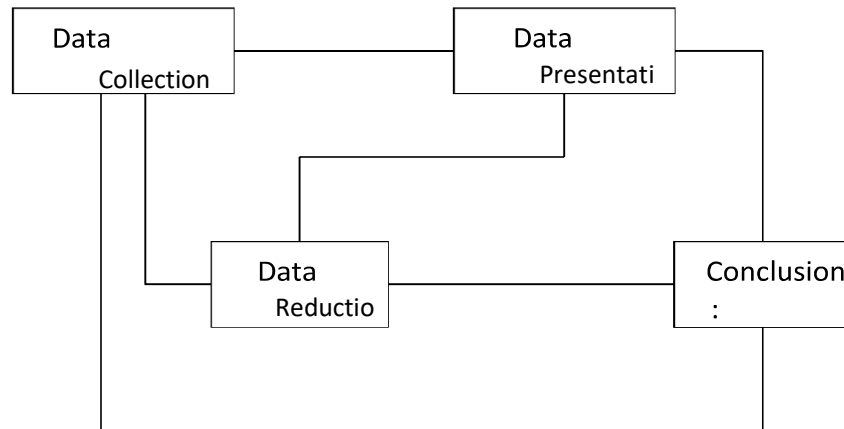 Data
Collection
Data
Presentati
Data
Reductio
Conclusion
: